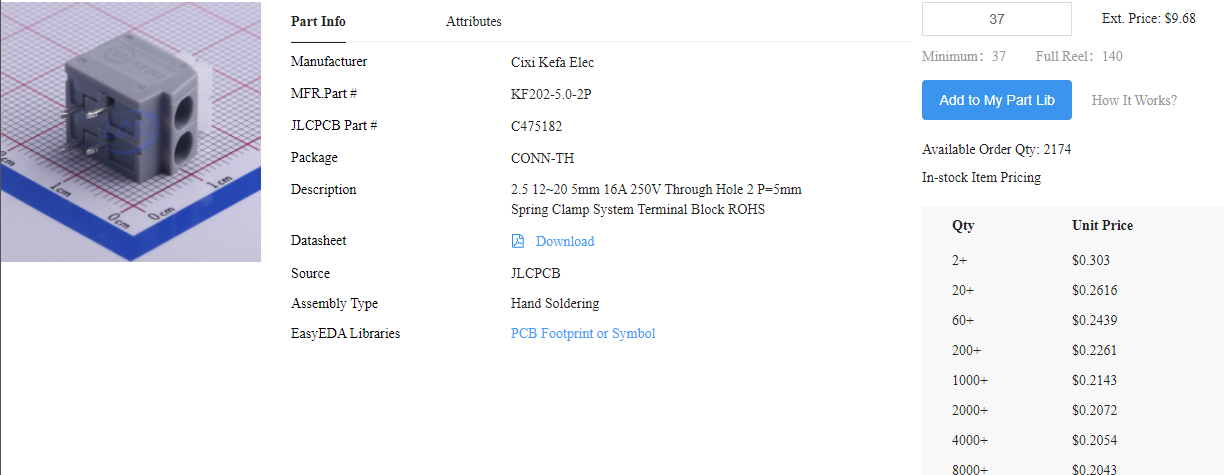 Part Info
Attributes
Manufacturer
Cixi Kefa Elec
MFR.Part #
KF202-5.0-2P
JLCPCB Part #
C475182
Package
CONN-TH
Description
2.5 12~20 5mm 16A 250V Through Hole 2 P=5mm
Spring Clamp System Terminal Block ROHS
Datasheet
Download
Source
JLCPCB
Assembly Type
Hand Soldering
EasyEDA Libraries
PCB Footprint or Symbol
0cm
1cm
0cm
1cm
37
Ext. Price: $9.68
Minimum: 37 Full Reel: 140
Add to My Part Lib
How It Works?
Available Order Qty: 2174
In-stock Item Pricing
Qty Unit Price
2+ $0.303
20+ $0.2616
60+ $0.2439
200+ $0.2261
1000+ $0.2143
2000+ $0.2072
4000+ $0.2054
8000+ $0.2043